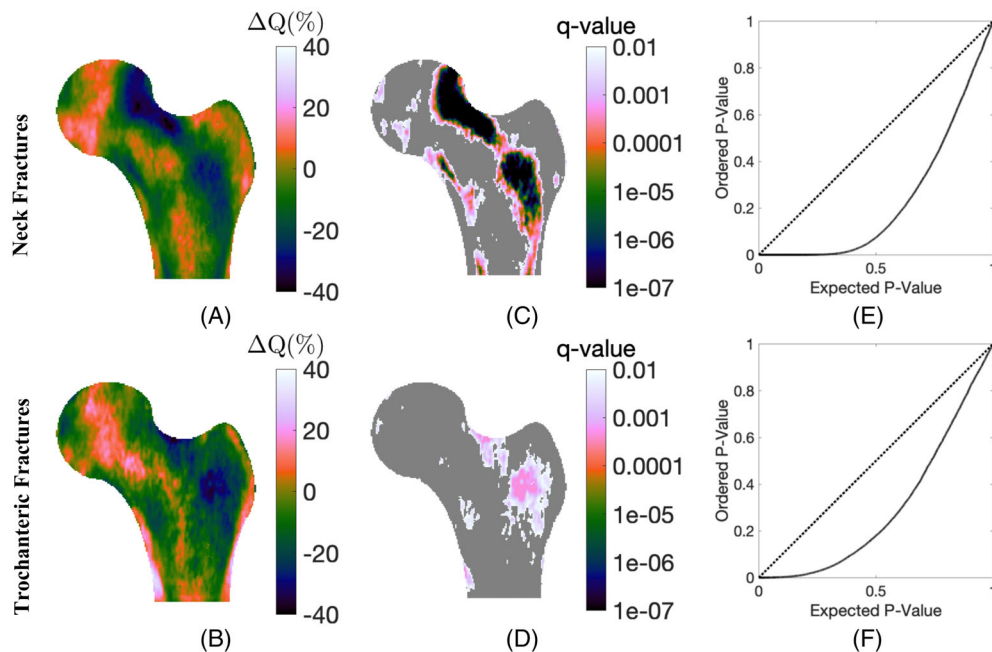 Neck Fractures
ΔQ(%)
40
20
0
-20
-40
(A)
q-value
0.01
0.001
0.0001
1e-05
1e-06
1e-07
(C)
Ordered P-Value
1
0.8
0.6
0.4
0.2
0
0
0.5
1
Expected P-Value
(E)
Trochanteric Fractures
ΔQ(%)
40
20
0
-20
-40
(B)
q-value
0.01
0.001
0.0001
1e-05
1e-06
1e-07
(D)
Ordered P-Value
1
0.8
0.6
0.4
0.2
0
0
0.5
1
Expected P-Value
(F)